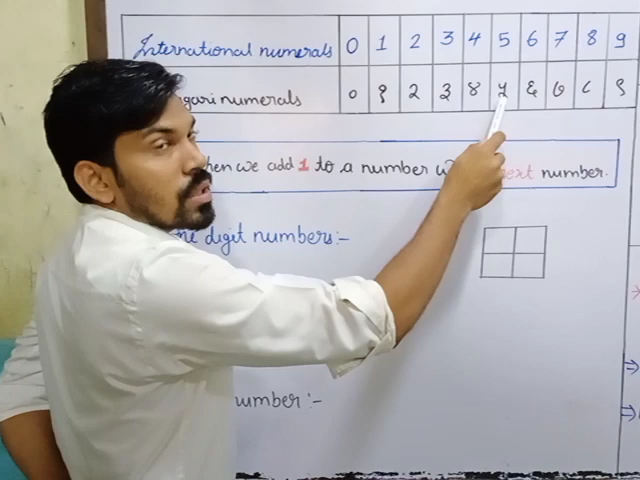 International numerals 0 1 2 3 4 5 6 7 8 9
gari numerals ० १ २ ३ ४ ५ ६ ७ ८ ९
hen we add 1 to a number w next number.
ne digit numbers:-
umber :-